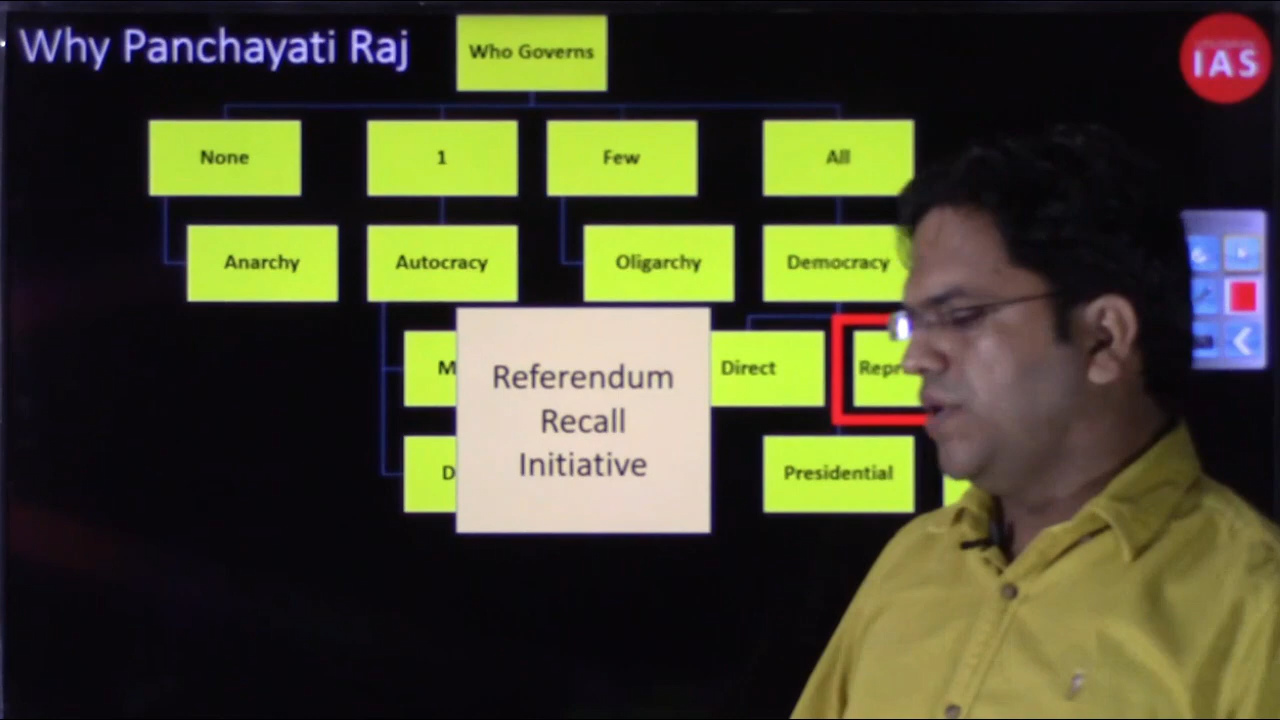 Why Panchayati Raj
Who Governs
IAS
None
1
Few
All
Anarchy
Autocracy
Oligarchy
Democracy
M
Referendum
Recall
Initiative
Direct
Repr
D
Presidential